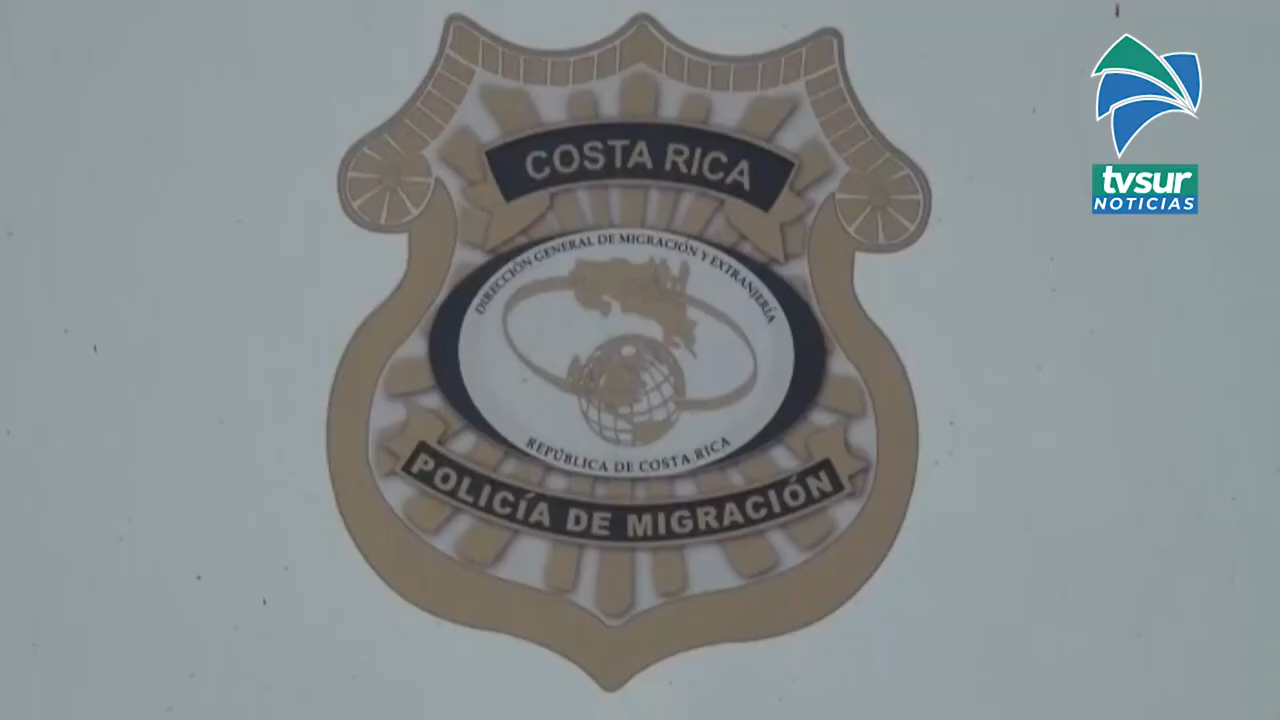 COSTA RICA
DIRECCIÓN GENERAL DE MIGRACIÓN Y EXTRANJERÍA
REPÚBLICA DE COSTA RICA
POLICÍA DE MIGRACIÓN
tvsur
NOTICIAS